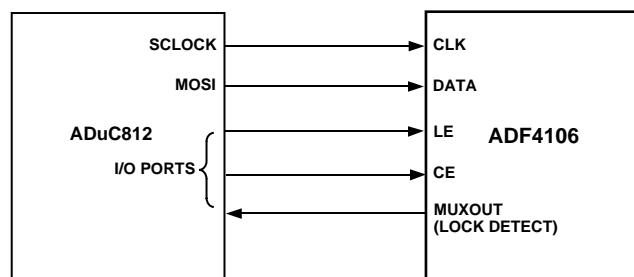 SCLOCK
MOSI
ADuC812
I/O PORTS
CLK
DATA
LE
ADF4106
CE
MUXOUT
(LOCK DETECT)